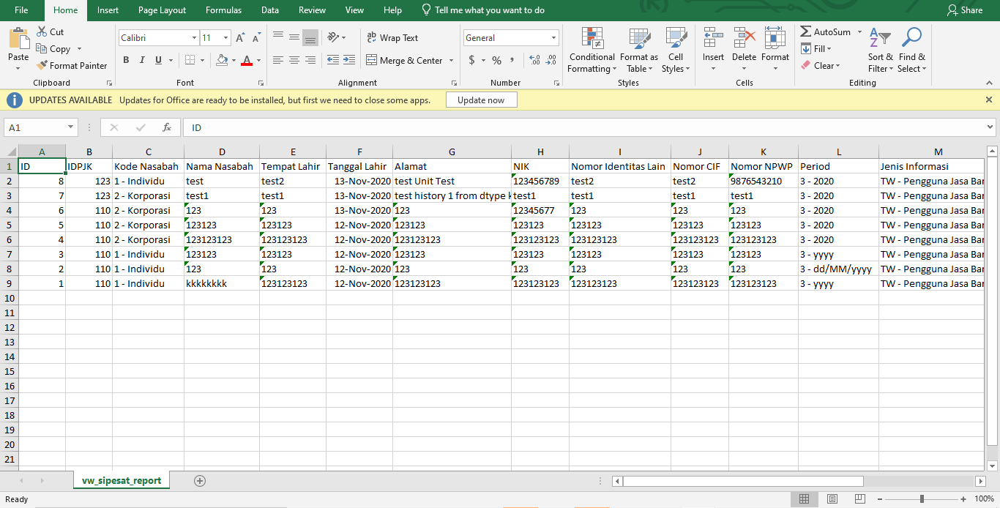 File Home Insert Page Layout Formulas Data Review View Help Tell me what you want to do Share
Paste Cut Copy Format Painter Clipboard
Calibri 11 A A B I U A Font
ab Wrap Text Merge & Center Alignment
General $ % , .00 .0 Number
Conditional Formatting Format as Table Cell Styles Styles
Insert Delete Format Cells
AutoSum Fill Clear Sort & Filter Find & Select Editing
UPDATES AVAILABLE Updates for Office are ready to be installed, but first we need to close some apps. Update now
A1 fx ID
A B C D E F G H I J K L M
1 ID IDPJK Kode Nasabah Nama Nasabah Tempat Lahir Tanggal Lahir Alamat NIK Nomor Identitas Lain Nomor CIF Nomor NPWP Period Jenis Informasi
2 8 123 1 - Individu test test2 13-Nov-2020 test Unit Test 123456789 test2 test2 9876543210 3 - 2020 TW - Pengguna Jasa Bar
3 7 123 2 - Korporasi test1 test1 13-Nov-2020 test history 1 from dtype k test1 test1 test1 test1 3 - 2020 TW - Pengguna Jasa Bar
4 6 110 2 - Korporasi 123 123 13-Nov-2020 123 12345677 123 123 123 3 - 2020 TW - Pengguna Jasa Bar
5 5 110 2 - Korporasi 123123 123123 12-Nov-2020 123123 123123 123123 123123 123123 3 - 2020 TW - Pengguna Jasa Bar
6 4 110 2 - Korporasi 123123123 123123123 12-Nov-2020 123123123 123123123 123123123 123123123 123123123 3 - 2020 TW - Pengguna Jasa Bar
7 3 110 1 - Individu 123123 123123 12-Nov-2020 123123 123123 123123 123123 123123 3 - yyyy TW - Pengguna Jasa Bar
8 2 110 1 - Individu 123 123 12-Nov-2020 123 123 123 123 123 3 - dd/MM/yyyy TW - Pengguna Jasa Bar
9 1 110 1 - Individu kkkkkkkk 123123123 12-Nov-2020 123123123 123123123 123123123 123123123 123123123 3 - yyyy TW - Pengguna Jasa Bar
10
11
12
13
14
15
16
17
18
19
20
21
vw_sipesat_report
Ready 100%